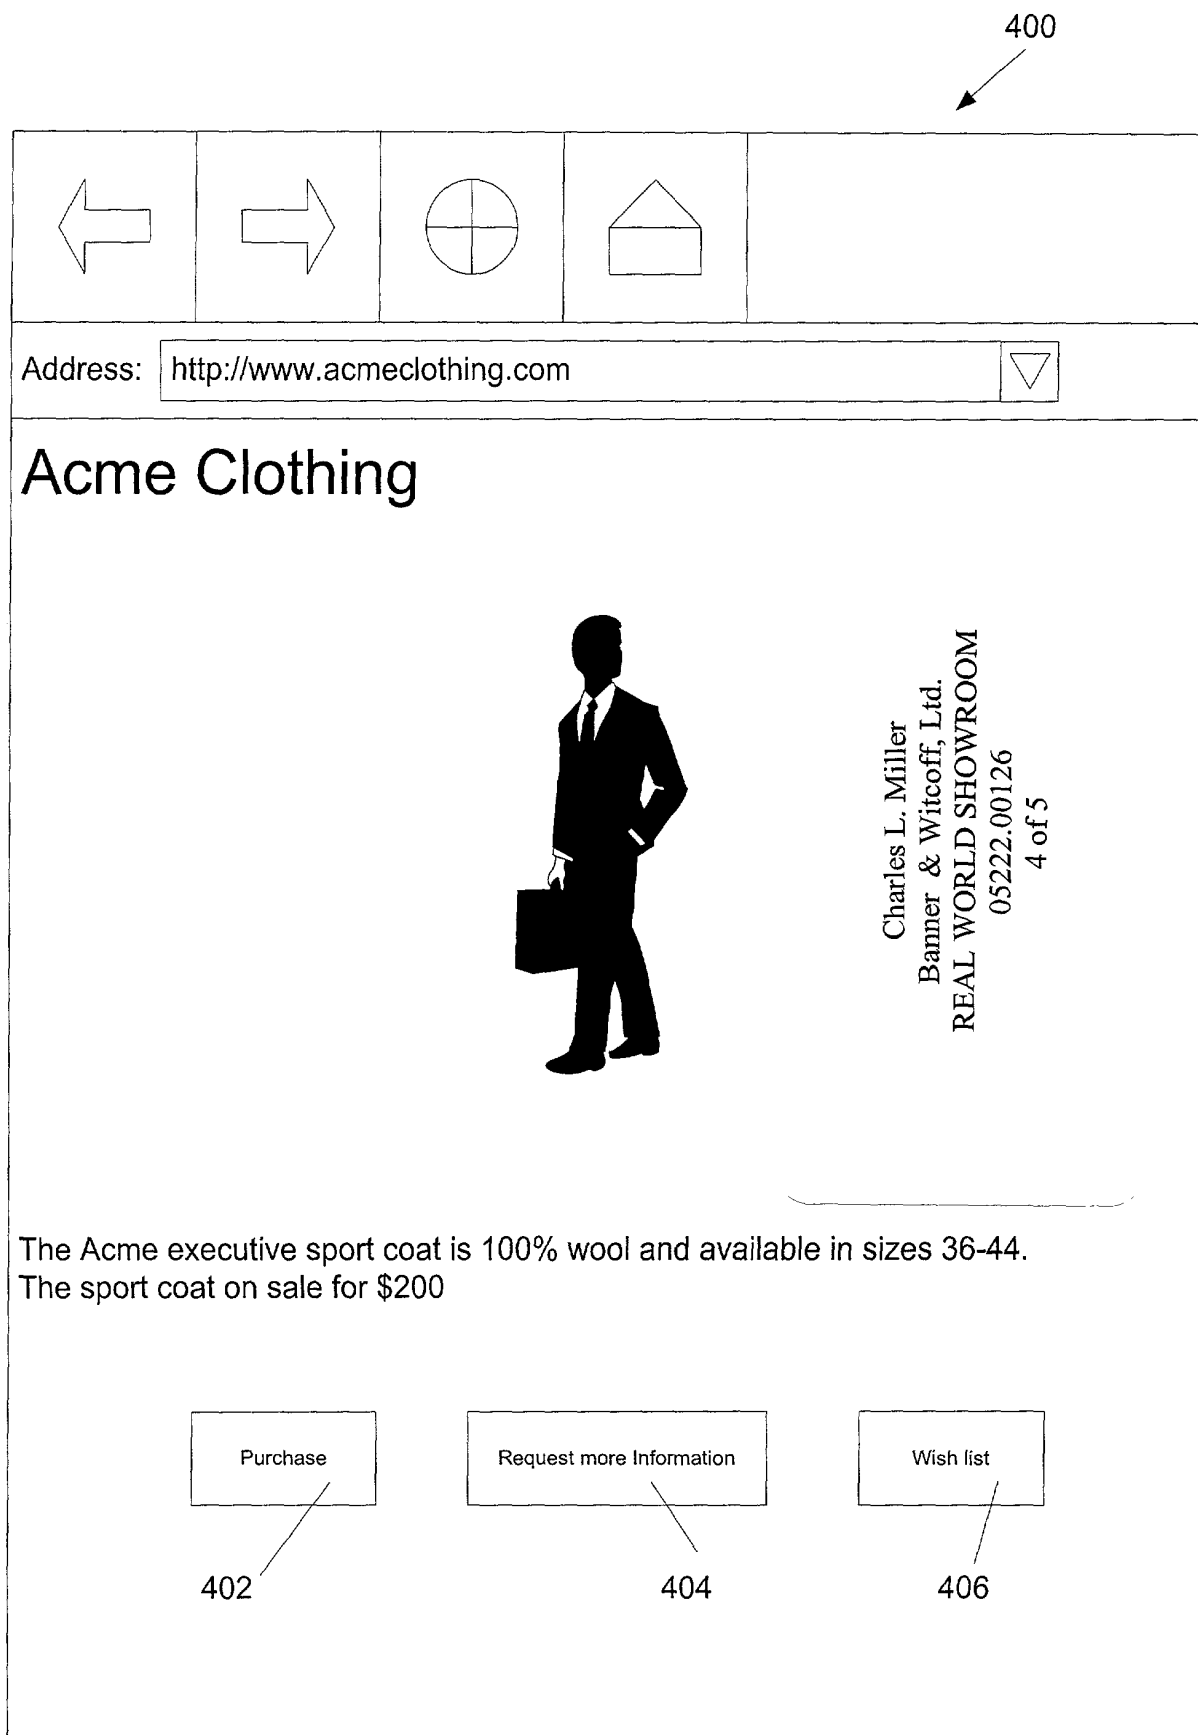 400
Address: http://www.acmeclothing.com
Acme Clothing
Charles L. Miller
Banner & Witcoff, Ltd.
REAL WORLD SHOWROOM
05222.00126
4 of 5
The Acme executive sport coat is 100% wool and available in sizes 36-44.
The sport coat on sale for $200
Purchase
Request more Information
Wish list
402
404
406